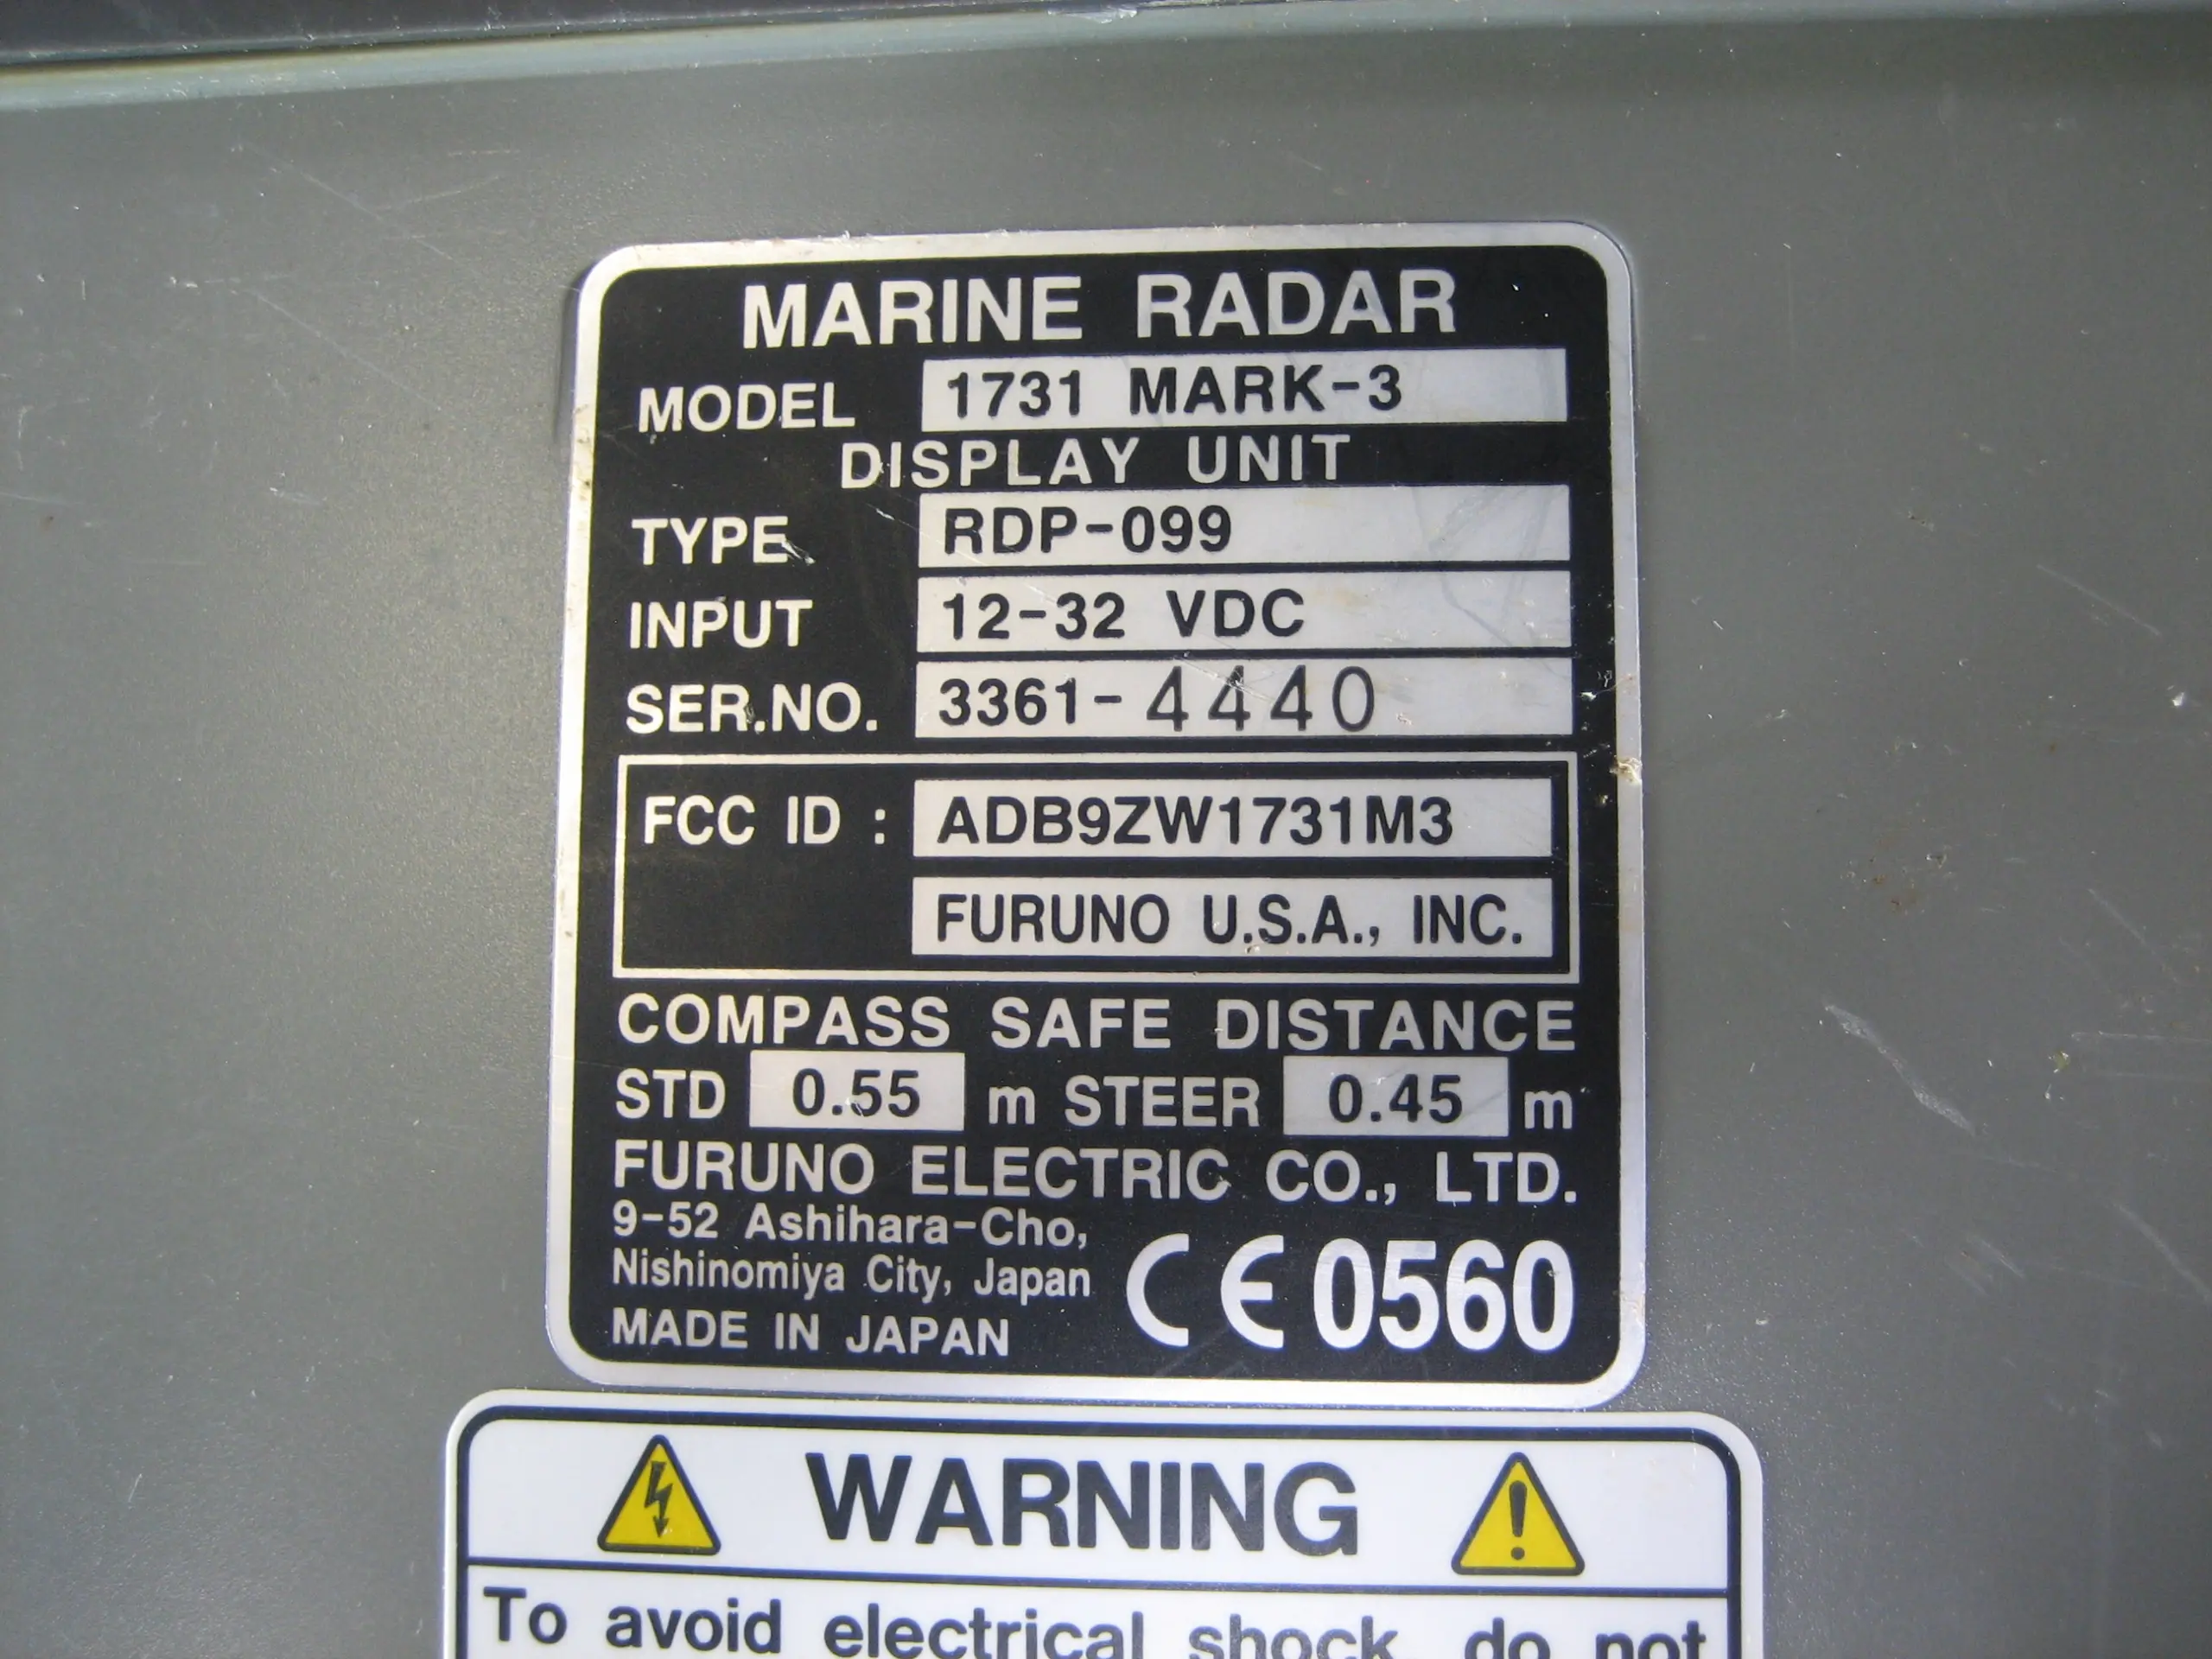 MARINE RADAR
MODEL 1731 MARK-3
DISPLAY UNIT
TYPE RDP-099
INPUT 12-32 VDC
SER.NO. 3361-4440
FCC ID : ADB9ZW1731M3
FURUNO U.S.A., INC.
COMPASS SAFE DISTANCE
STD 0.55 m STEER 0.45 m
FURUNO ELECTRIC CO., LTD.
9-52 Ashihara-Cho,
Nishinomiya City, Japan
MADE IN JAPAN
CE0560
WARNING
To avoid electrical shock, do not